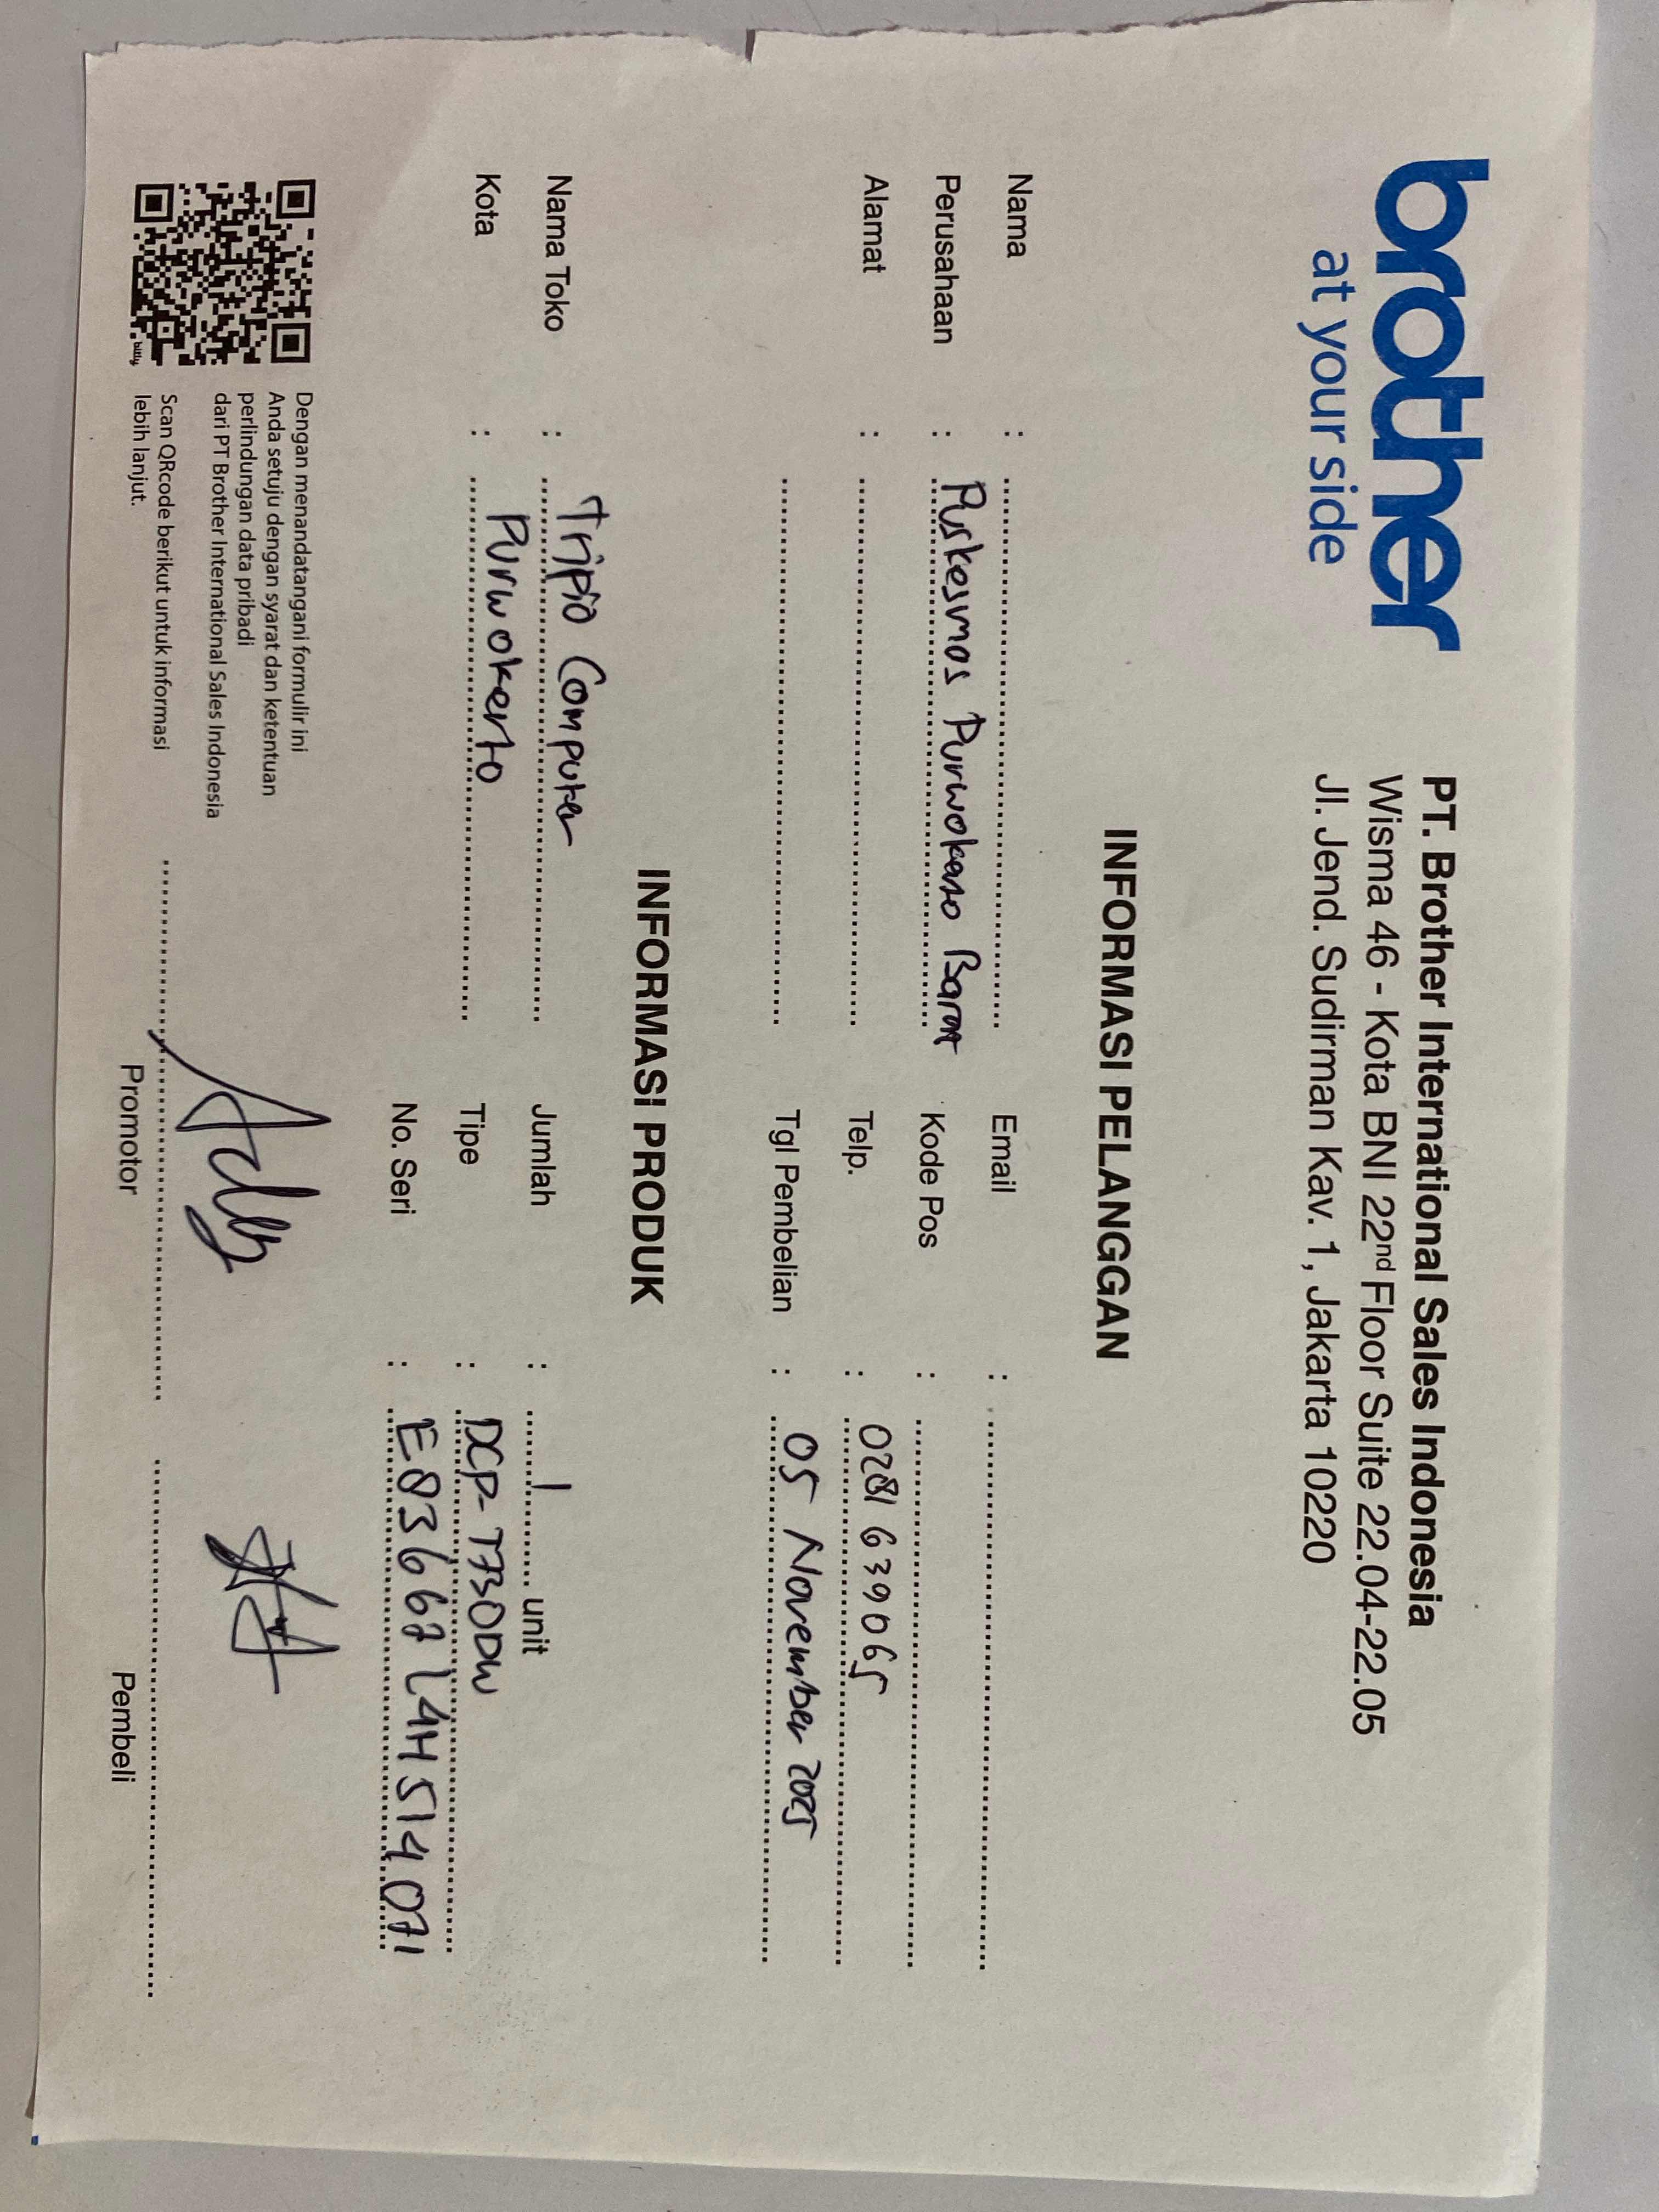 brother
at your side
PT. Brother International Sales Indonesia
Wisma 46 - Kota BNI 22nd Floor Suite 22.04-22.05
Jl. Jend. Sudirman Kav. 1, Jakarta 10220
INFORMASI PELANGGAN
Nama : Email :
Perusahaan : Puskesmas Purwokerto Barat Kode Pos :
Alamat : Telp. : 0281 639065
Tgl Pembelian : 05 November 2025
INFORMASI PRODUK
Nama Toko : Tripio Computer Jumlah : 1 unit
Kota : Purwokerto Tipe : DCP-T730DW
No. Seri : E83667L4H514071
Dengan menandatangani formulir ini
Anda setuju dengan syarat dan ketentuan
perlindungan data pribadi
dari PT Brother International Sales Indonesia
Scan QRcode berikut untuk informasi
lebih lanjut.
bitly
Promotor Pembeli